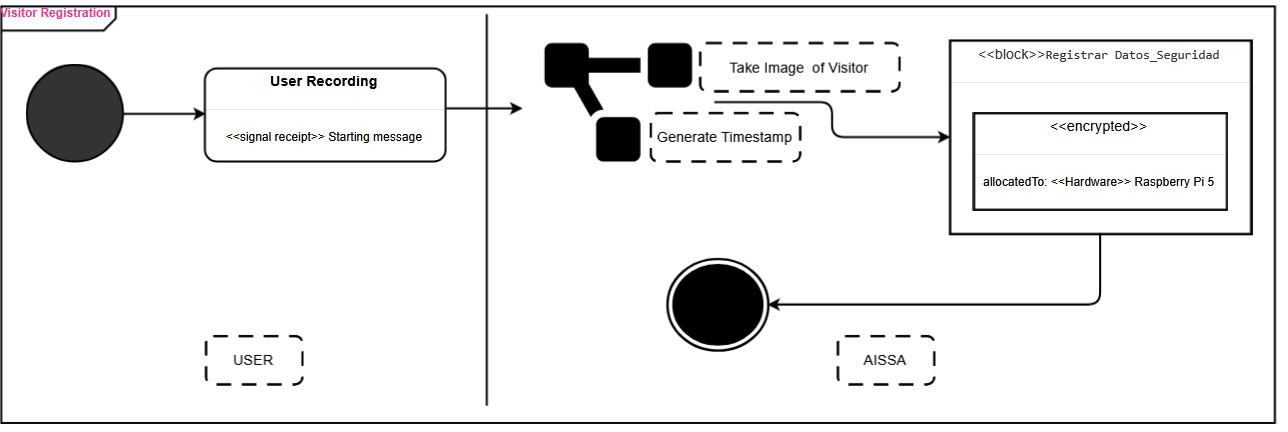 Visitor Registration
User Recording
<<signal receipt>> Starting message
Take Image of Visitor
Generate Timestamp
<<block>>Registrar Datos_Seguridad
<<encrypted>>
allocatedTo: <<Hardware>> Raspberry Pi 5
USER
AISSA